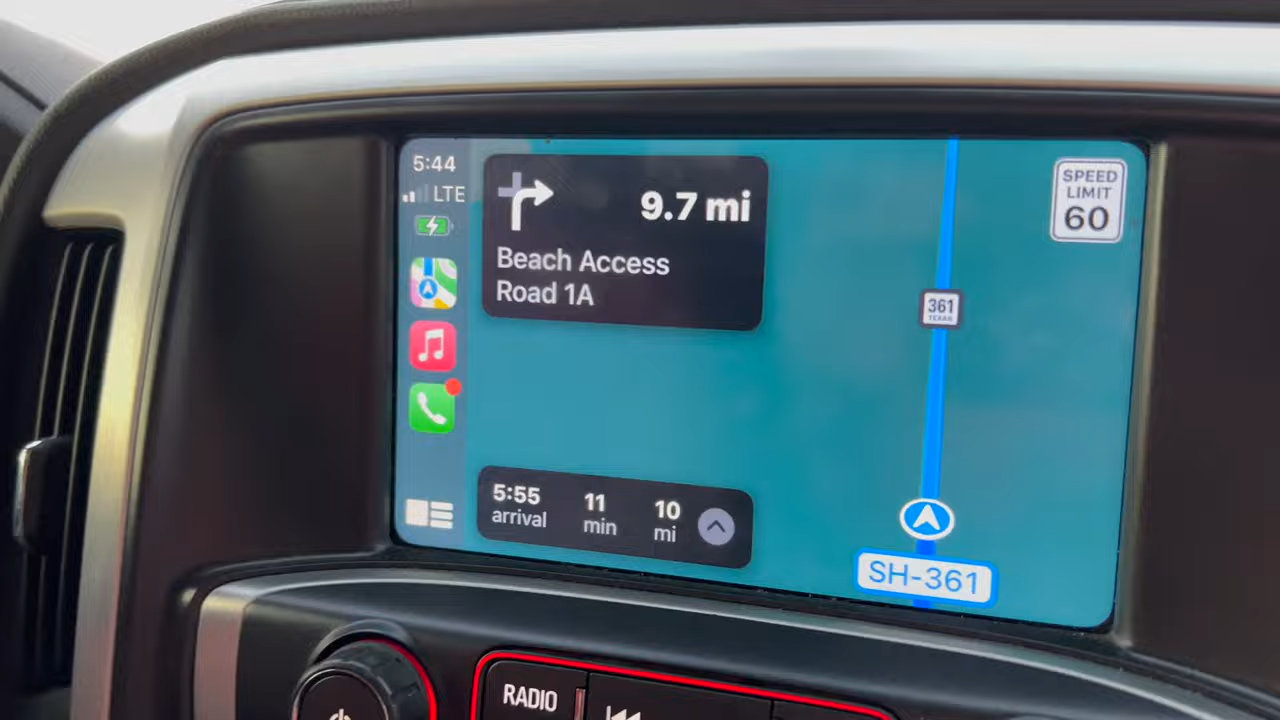 5:44
LTE
9.7 mi
Beach Access
Road 1A
SPEED
LIMIT
60
361
TEXAS
5:55
arrival
11
min
10
mi
SH-361
RADIO